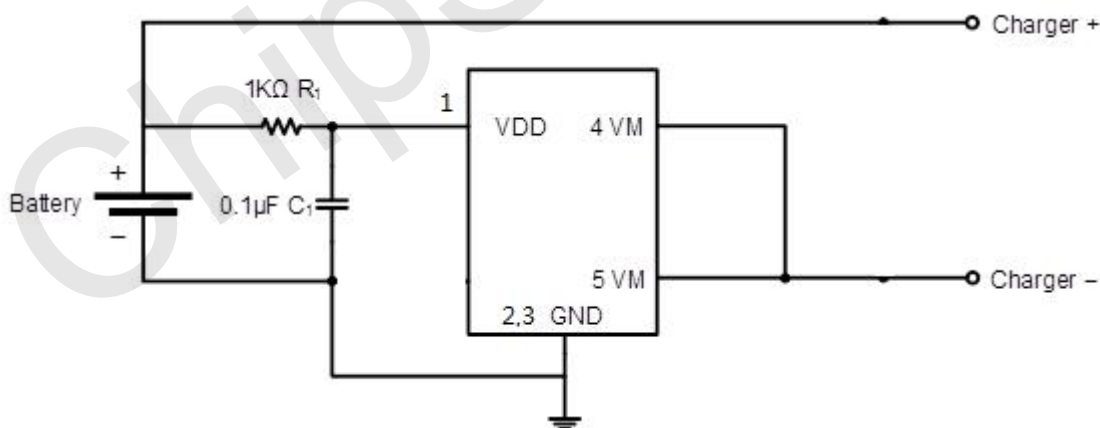 Charger +
1KΩ R1
1
VDD
4 VM
+
Battery
−
0.1µF C1
5 VM
Charger −
2,3 GND